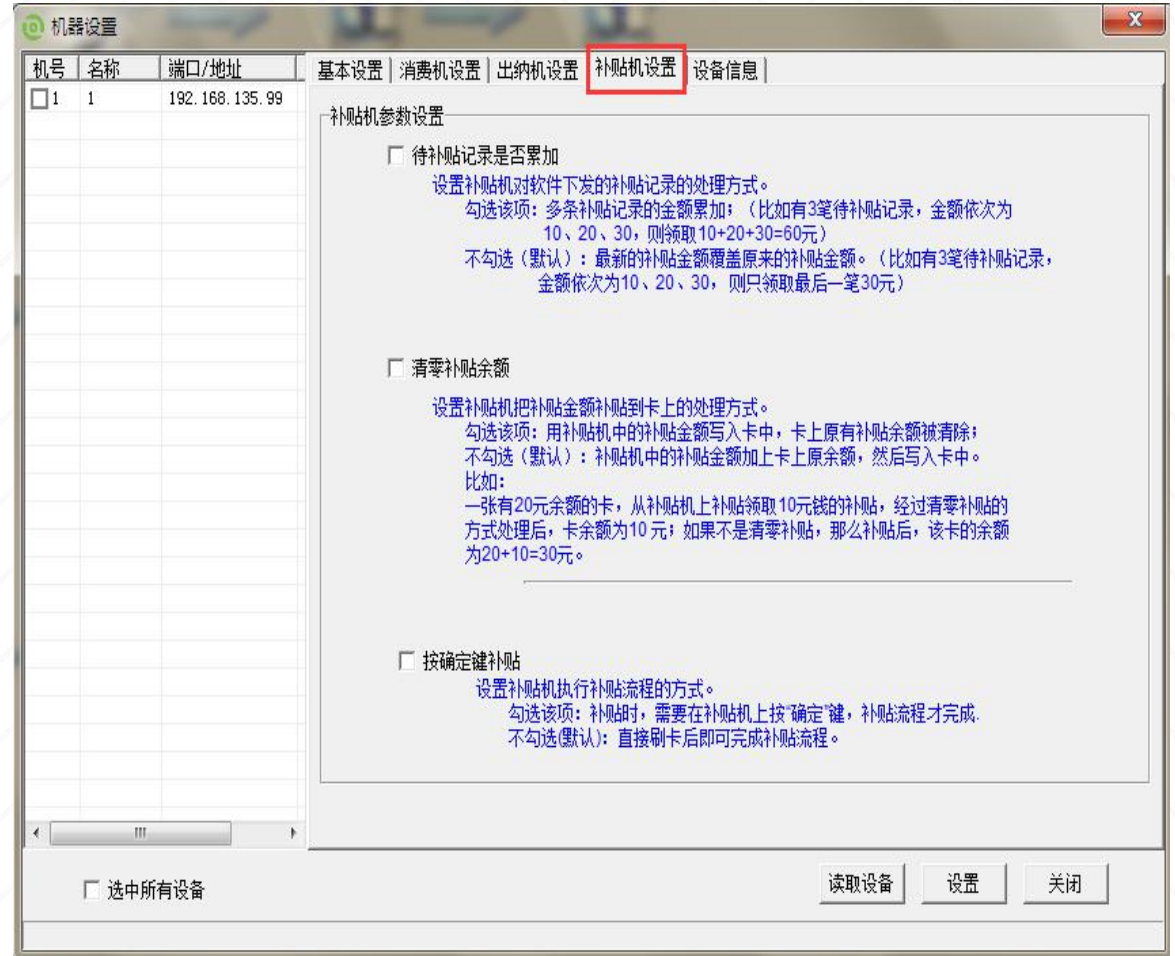 机器设置
机号 名称 端口/地址
1 1 192.168.135.99
基本设置 消费机设置 出纳机设置 补贴机设置 设备信息
补贴机参数设置
待补贴记录是否累加
设置补贴机对软件下发的补贴记录的处理方式。
勾选该项：多条补贴记录的金额累加；（比如有3笔待补贴记录，金额依次为
10、20、30，则领取10+20+30=60元）
不勾选（默认）：最新的补贴金额覆盖原来的补贴金额。（比如有3笔待补贴记录，
金额依次为10、20、30，则只领取最后一笔30元）
清零补贴余额
设置补贴机把补贴金额补贴到卡上的处理方式。
勾选该项：用补贴机中的补贴金额写入卡中，卡上原有补贴余额被清除；
不勾选（默认）：补贴机中的补贴金额加上卡上原余额，然后写入卡中。
比如：
一张有20元余额的卡，从补贴机上补贴领取10元钱的补贴，经过清零补贴的
方式处理后，卡余额为10 元；如果不是清零补贴，那么补贴后，该卡的余额
为20+10=30元。
按确定键补贴
设置补贴机执行补贴流程的方式。
勾选该项：补贴时，需要在补贴机上按“确定”键，补贴流程才完成.
不勾选(默认)：直接刷卡后即可完成补贴流程。
选中所有设备
读取设备 设置 关闭